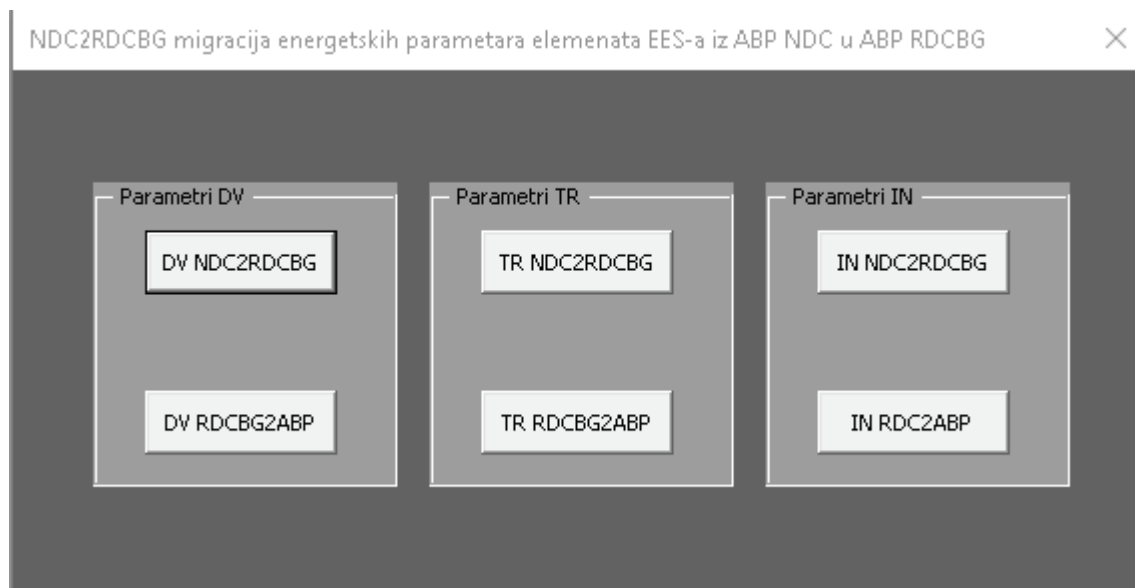 NDC2RDCBG migracija energetskih parametara elemenata EES-a iz ABP NDC u ABP RDCBG
Parametri DV
Parametri TR
Parametri IN
DV NDC2RDCBG
TR NDC2RDCBG
IN NDC2RDCBG
DV RDCBG2ABP
TR RDCBG2ABP
IN RDC2ABP